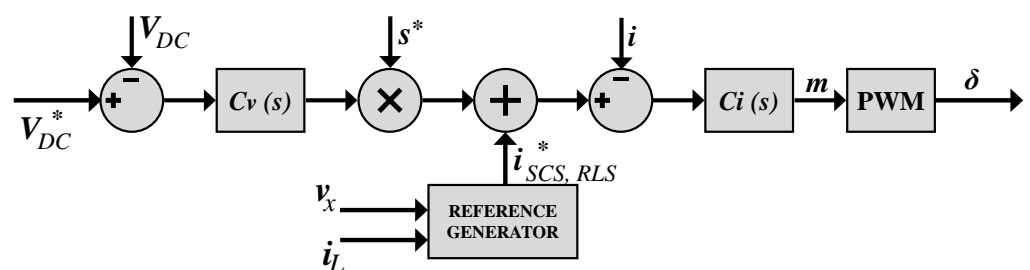 V_DC
s*
i
−
−
+
V_DC*
Cv (s)
×
+
+
Ci (s)
m
PWM
δ
i*_SCS, RLS
v_x
i_L
REFERENCE
GENERATOR